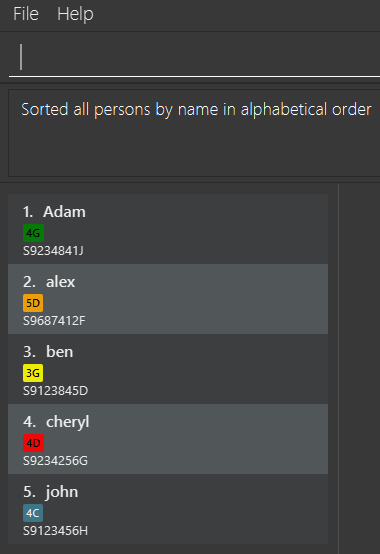 File Help
Sorted all persons by name in alphabetical order
1. Adam
4G
S9234841J
2. alex
5D
S9687412F
3. ben
3G
S9123845D
4. cheryl
4D
S9234256G
5. john
4C
S9123456H